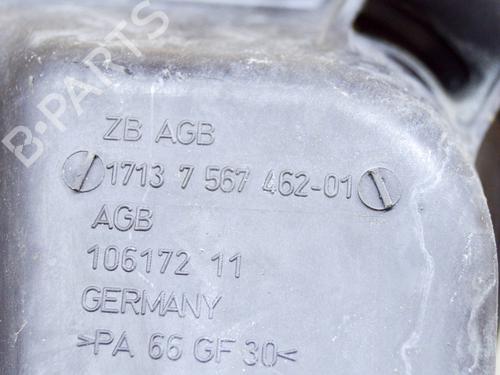 B-PARTS
ZB AGB
1713 7 567 462-01
AGB
106172 11
GERMANY
>PA 66 GF 30<